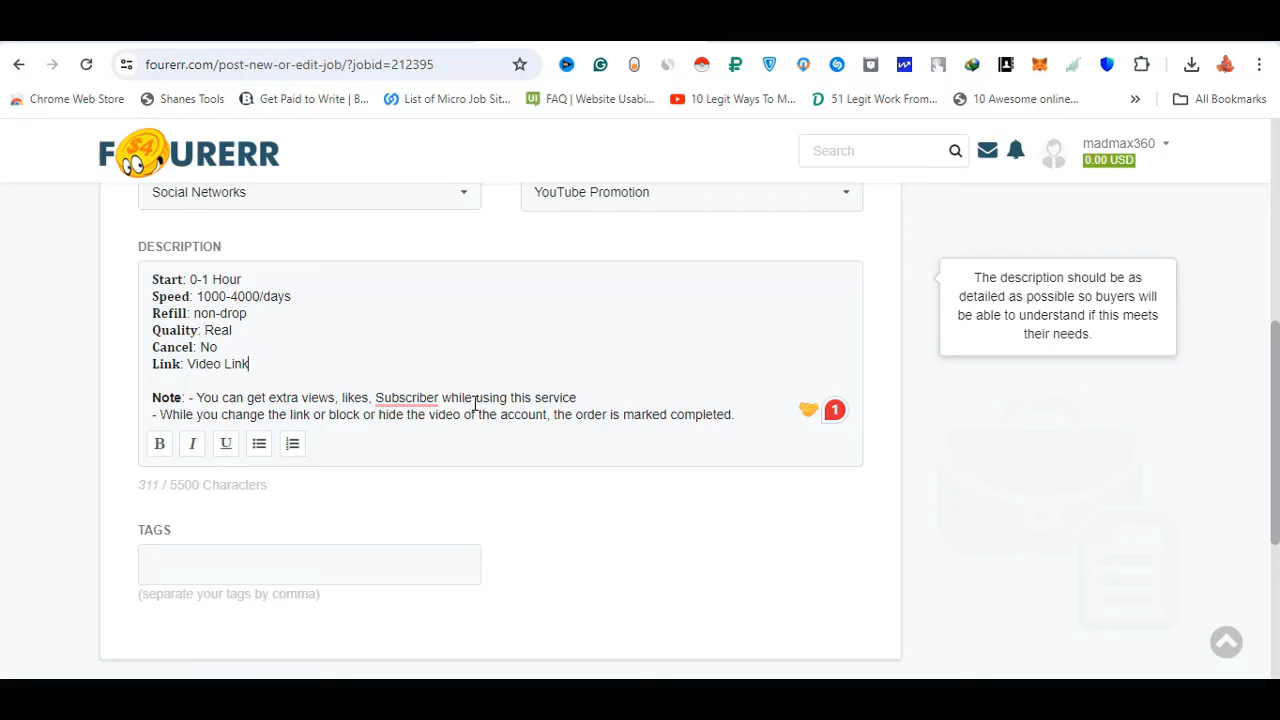 fourerr.com/post-new-or-edit-job/?jobid=212395
Chrome Web Store
Shanes Tools
Get Paid to Write | B...
List of Micro Job Sit...
FAQ | Website Usabi...
10 Legit Ways To M...
51 Legit Work From...
10 Awesome online...
All Bookmarks
F $4 URERR
Search
madmax360
0.00 USD
Social Networks
YouTube Promotion
DESCRIPTION
Start: 0-1 Hour
Speed: 1000-4000/days
Refill: non-drop
Quality: Real
Cancel: No
Link: Video Link
Note: - You can get extra views, likes, Subscriber while using this service
- While you change the link or block or hide the video of the account, the order is marked completed.
1
B I U
311 / 5500 Characters
The description should be as
detailed as possible so buyers will
be able to understand if this meets
their needs.
TAGS
(separate your tags by comma)